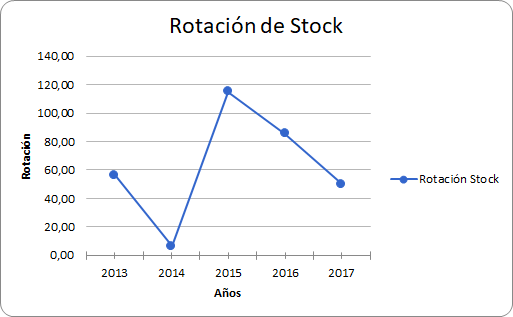 Rotación de Stock
140,00
120,00
100,00
80,00
60,00
40,00
20,00
0,00
Rotación
2013 2014 2015 2016 2017
Años
Rotación Stock